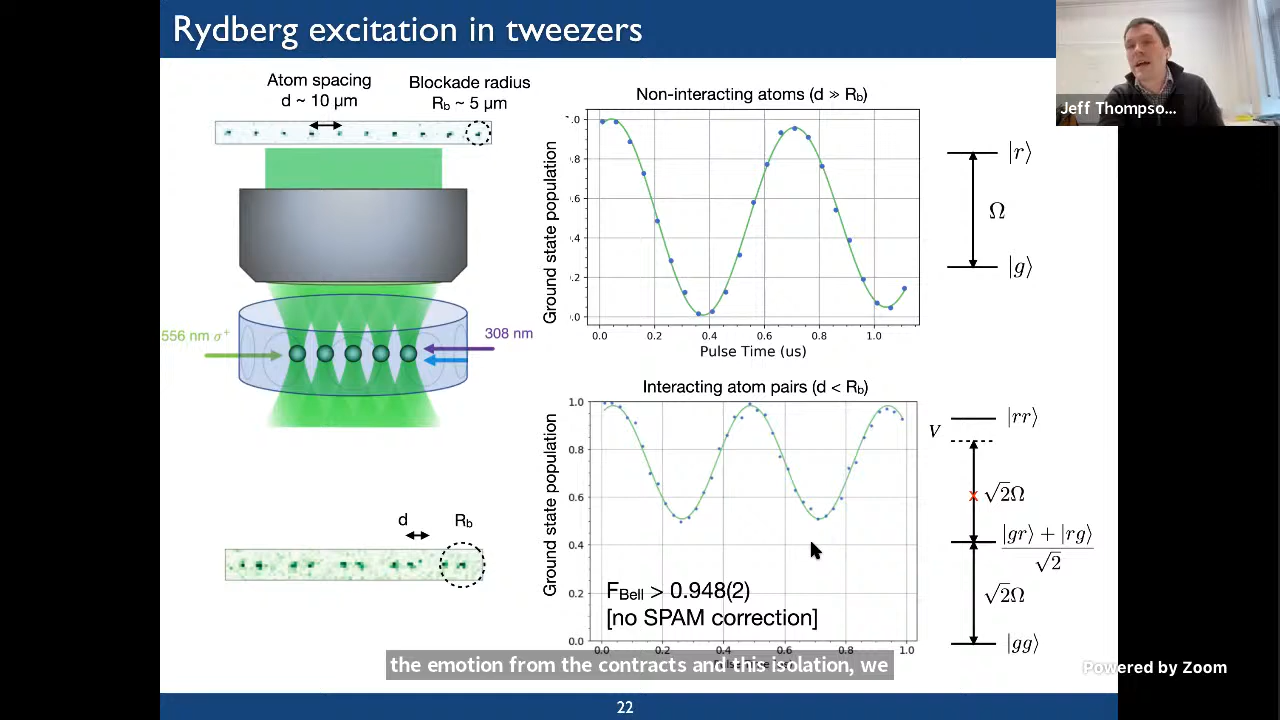 Rydberg excitation in tweezers
Jeff Thompso...
Atom spacing
d ~ 10 μm
Blockade radius
Rb ~ 5 μm
556 nm σ+
308 nm
d
Rb
Non-interacting atoms (d ≫ Rb)
Ground state population
1.0
.8
.6
.4
.2
.0
0.0 0.2 0.4 0.6 0.8 1.0
Pulse Time (us)
|r⟩
Ω
|g⟩
Interacting atom pairs (d < Rb)
Ground state population
1.0
0.8
0.6
0.4
0.2
0.0
FBell > 0.948(2)
[no SPAM correction]
0.0 0.2 0.4 0.6 0.8 1.0
V
|rr⟩
√2Ω
|gr⟩ + |rg⟩
√2
√2Ω
|gg⟩
the emotion from the contracts and this isolation, we
Powered by Zoom
22